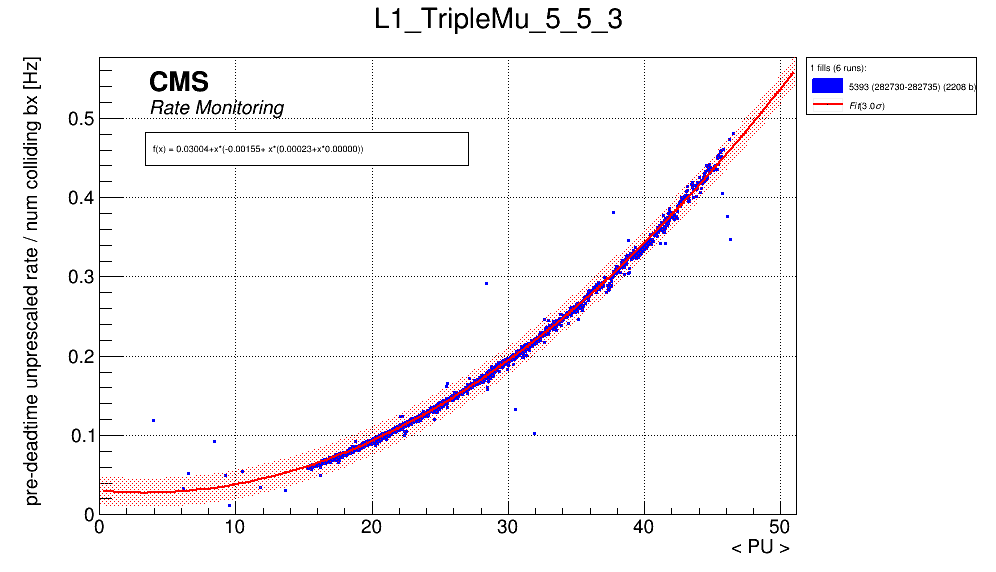 L1_TripleMu_5_5_3
pre-deadtime unprescaled rate / num colliding bx [Hz]
CMS
Rate Monitoring
f(x) = 0.03004+x*(-0.00155+ x*(0.00023+x*0.00000))
0.5
0.4
0.3
0.2
0.1
0
0 10 20 30 40 50
< PU >
1 fills (6 runs):
5393 (282730-282735) (2208 b)
Fit(3.0σ)